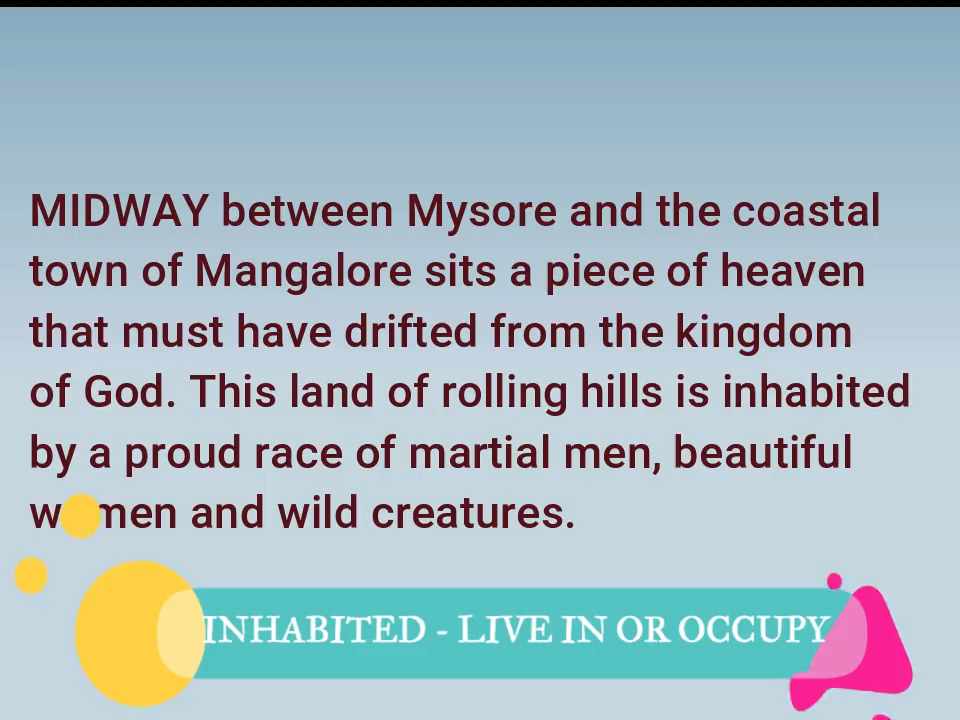 MIDWAY between Mysore and the coastal
town of Mangalore sits a piece of heaven
that must have drifted from the kingdom
of God. This land of rolling hills is inhabited
by a proud race of martial men, beautiful
women and wild creatures.
INHABITED - LIVE IN OR OCCUPY